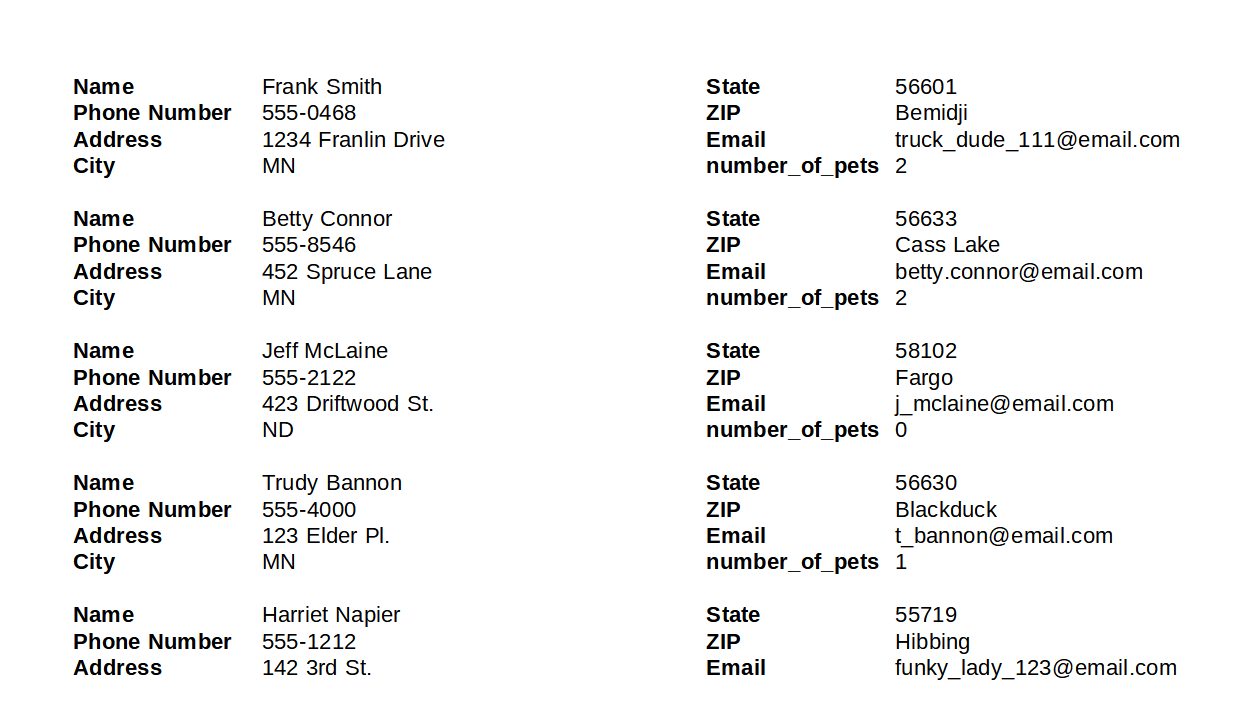 Name Frank Smith State 56601
Phone Number 555-0468 ZIP Bemidji
Address 1234 Franlin Drive Email truck_dude_111@email.com
City MN number_of_pets 2
Name Betty Connor State 56633
Phone Number 555-8546 ZIP Cass Lake
Address 452 Spruce Lane Email betty.connor@email.com
City MN number_of_pets 2
Name Jeff McLaine State 58102
Phone Number 555-2122 ZIP Fargo
Address 423 Driftwood St. Email j_mclaine@email.com
City ND number_of_pets 0
Name Trudy Bannon State 56630
Phone Number 555-4000 ZIP Blackduck
Address 123 Elder Pl. Email t_bannon@email.com
City MN number_of_pets 1
Name Harriet Napier State 55719
Phone Number 555-1212 ZIP Hibbing
Address 142 3rd St. Email funky_lady_123@email.com